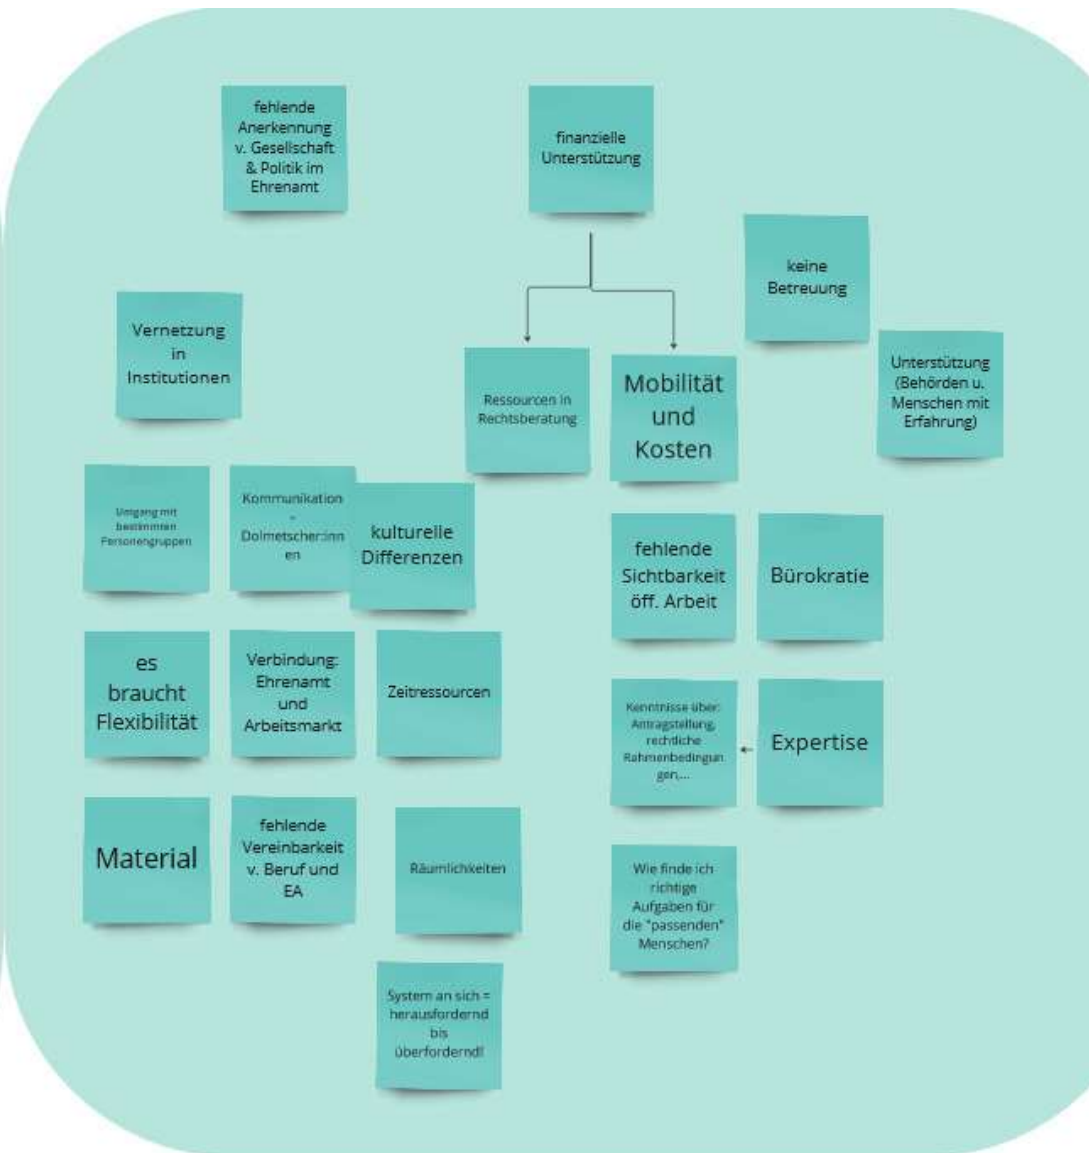 fehlende
Anerkennung
v. Gesellschaft
& Politik im
Ehrenamt
finanzielle
Unterstützung
keine
Betreuung
Vernetzung
in
Institutionen
Ressourcen in
Rechtsberatung
Mobilität
und
Kosten
Unterstützung
(Behörden u.
Menschen mit
Erfahrung)
Umgang mit
bestimmten
Personengruppen
Kommunikation
-
Dolmetscher:inn
en
kulturelle
Differenzen
fehlende
Sichtbarkeit
öff. Arbeit
Bürokratie
es
braucht
Flexibilität
Verbindung:
Ehrenamt
und
Arbeitsmarkt
Zeitressourcen
Kenntnisse über:
Antragstellung,
rechtliche
Rahmenbedingun
gen,...
Expertise
Material
fehlende
Vereinbarkeit
v. Beruf und
EA
Räumlichkeiten
Wie finde ich
richtige
Aufgaben für
die "passenden"
Menschen?
System an sich =
herausfordernd
bis
überfordernd!